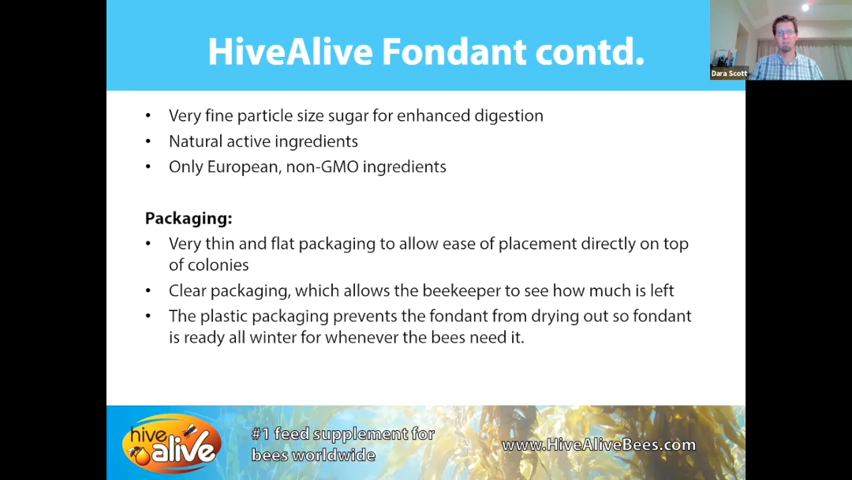 HiveAlive Fondant contd.
Dara Scott
• Very fine particle size sugar for enhanced digestion
• Natural active ingredients
• Only European, non-GMO ingredients
Packaging:
• Very thin and flat packaging to allow ease of placement directly on top
of colonies
• Clear packaging, which allows the beekeeper to see how much is left
• The plastic packaging prevents the fondant from drying out so fondant
is ready all winter for whenever the bees need it.
hive
alive
#1 feed supplement for
bees worldwide
www.HiveAliveBees.com